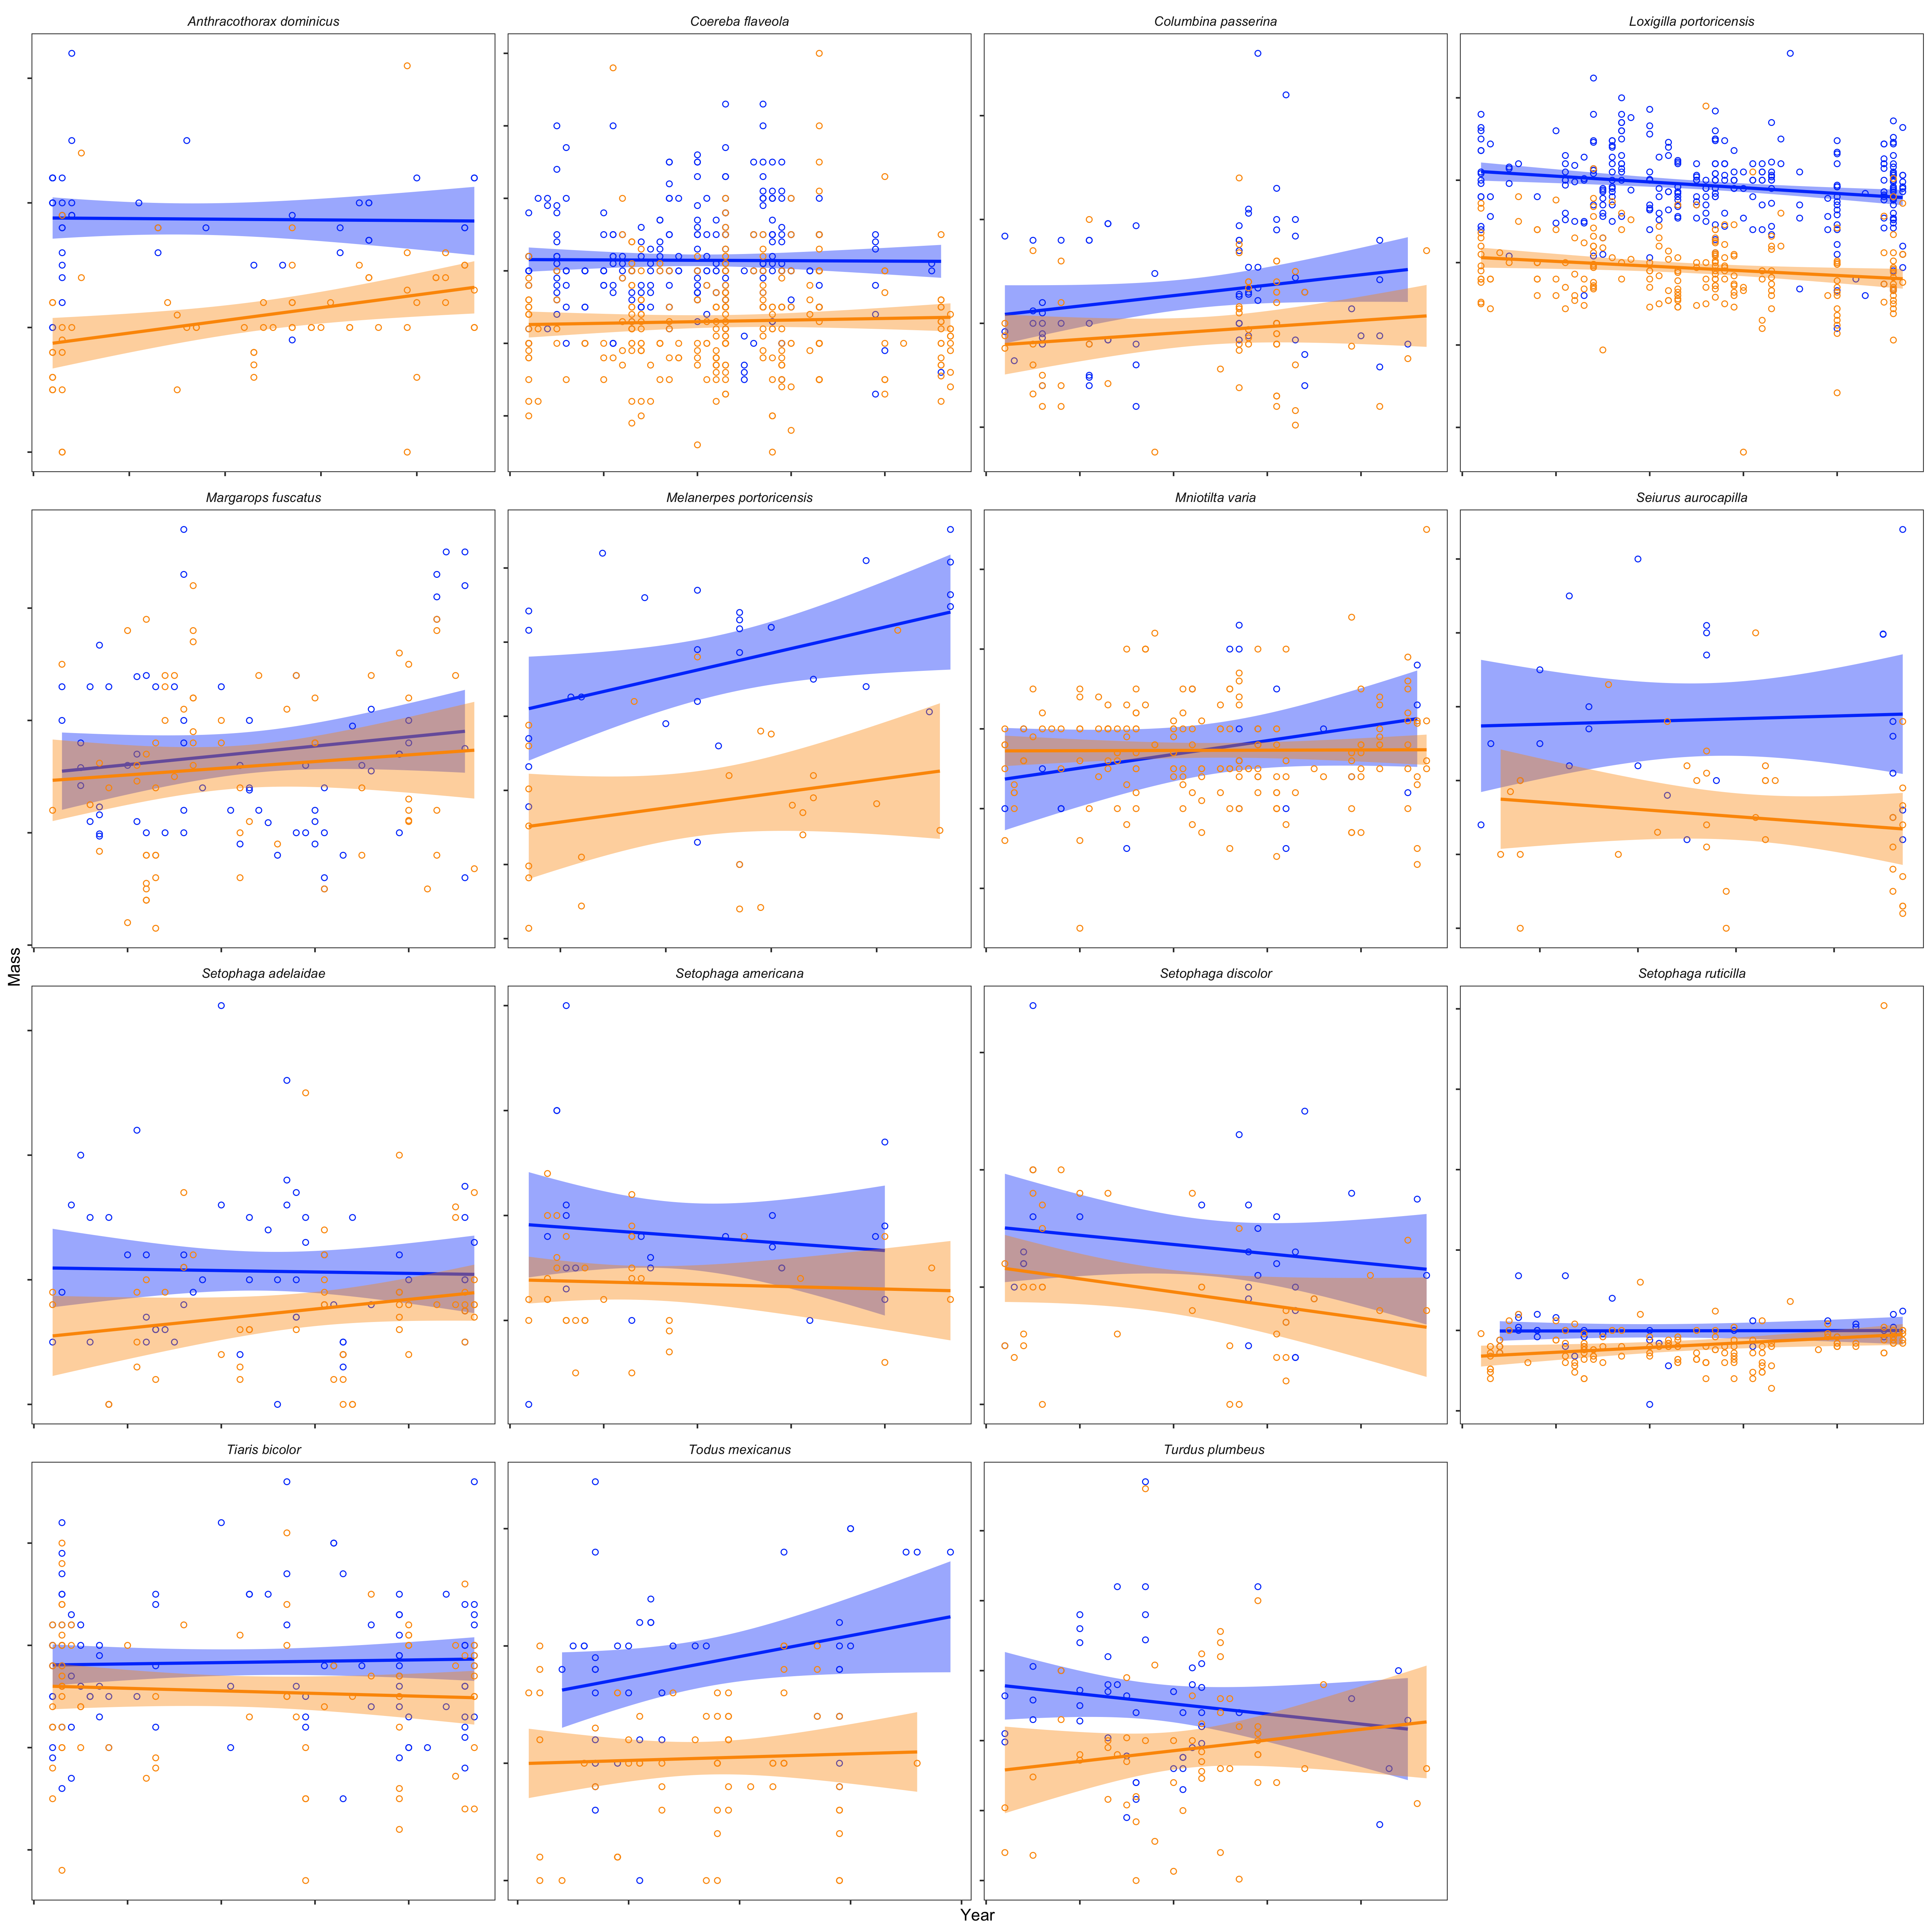 Anthracothorax dominicus
Coereba flaveola
Columbina passerina
Loxigilla portoricensis
Margarops fuscatus
Melanerpes portoricensis
Mniotilta varia
Seiurus aurocapilla
Mass
Setophaga adelaidae
Setophaga americana
Setophaga discolor
Setophaga ruticilla
Tiaris bicolor
Todus mexicanus
Turdus plumbeus
Year